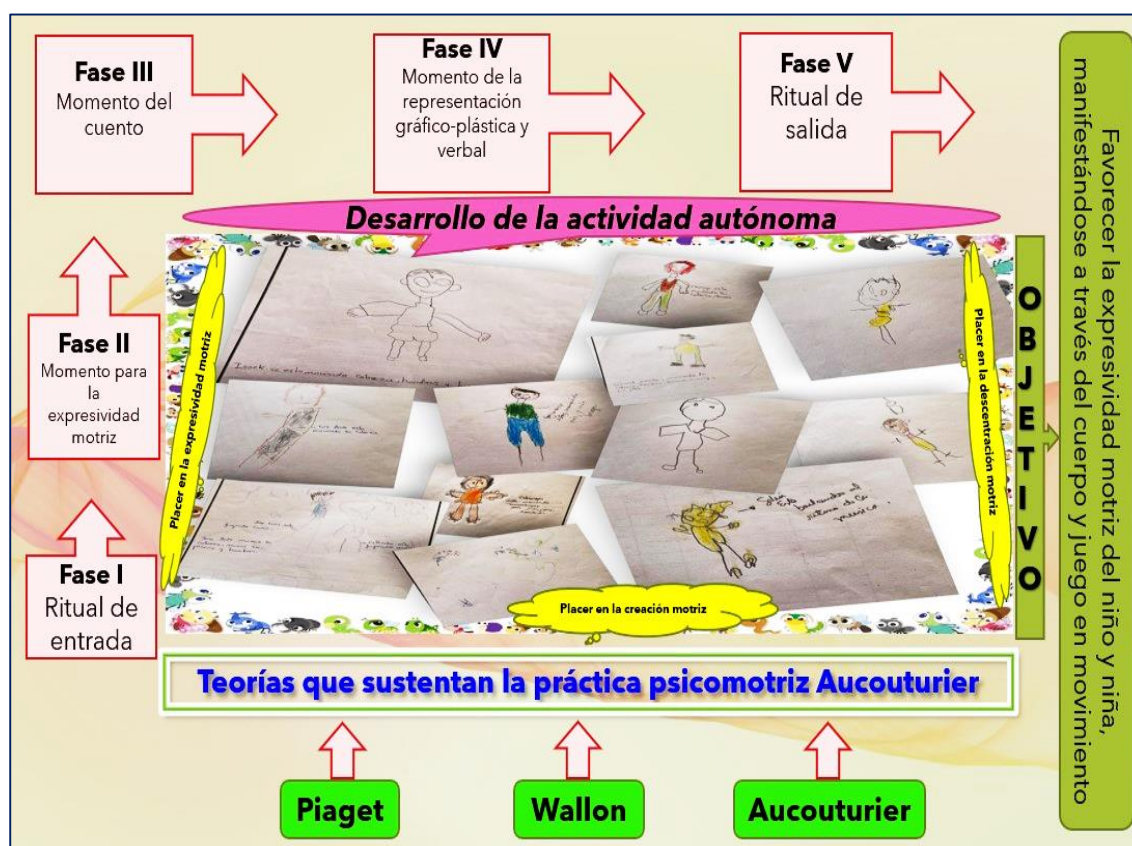 Fase III
Momento del
cuento
Fase IV
Momento de la
representación
gráfico-plástica y
verbal
Fase V
Ritual de
salida
Desarrollo de la actividad autónoma
Fase II
Momento para
la
expresividad
motriz
Fase I
Ritual de
entrada
Placer en la expresividad motriz
Placer en la descentración motriz
Placer en la creación motriz
OBJETIVO
Favorecer la expresividad motriz del niño y niña,
manifestándose a través del cuerpo y juego en movimiento
Teorías que sustentan la práctica psicomotriz Aucouturier
Piaget
Wallon
Aucouturier